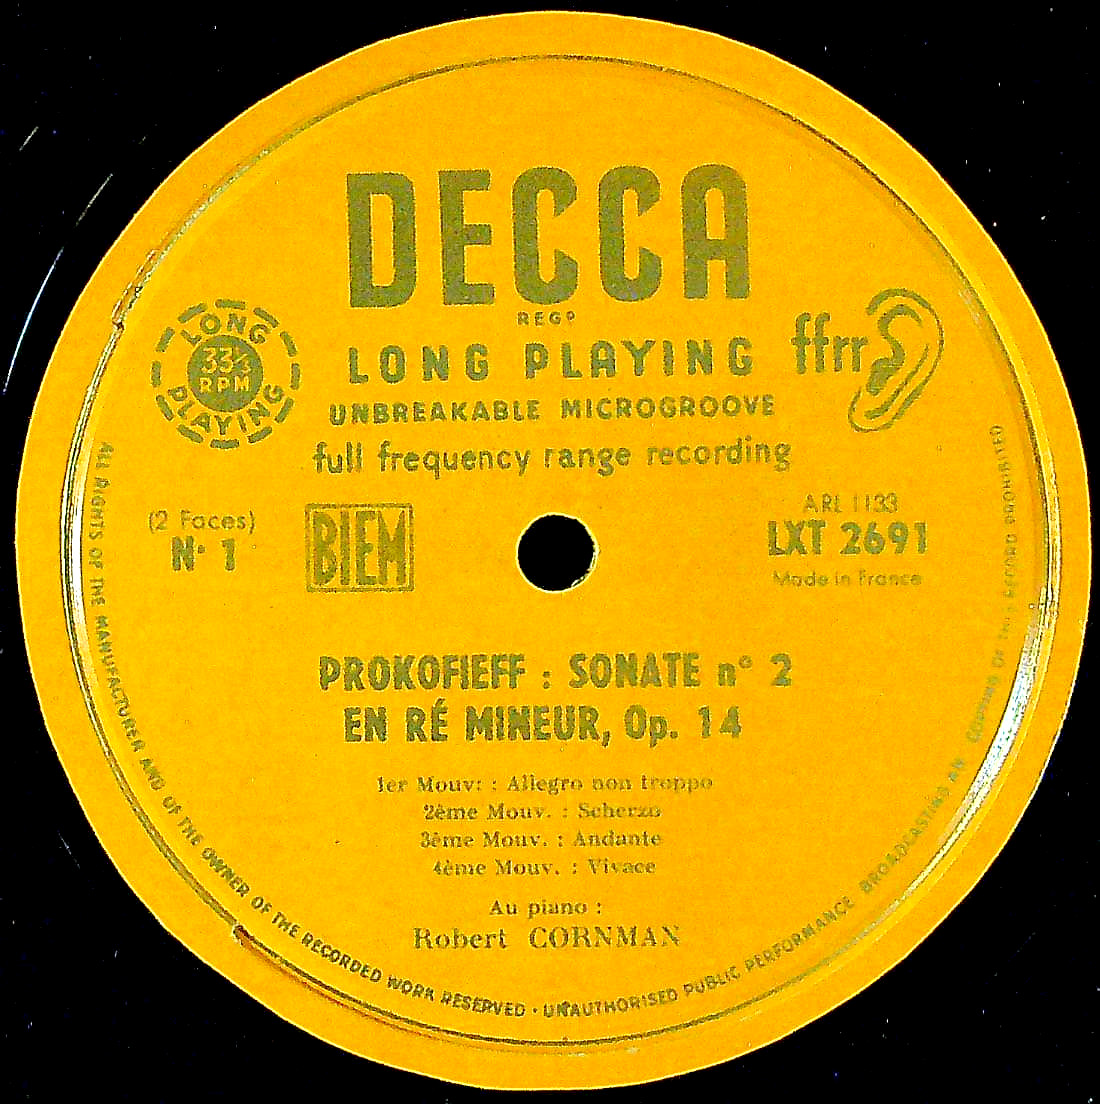 DECCA
REGD
LONG PLAYING
UNBREAKABLE MICROGROOVE
full frequency range recording
LONG
33⅓
RPM
PLAYING
ffrr
(2 Faces)
N· 1
BIEM
ARL 1133
LXT 2691
Made in France
PROKOFIEFF : SONATE n° 2
EN RÉ MINEUR, Op. 14
1er Mouv: : Allegro non troppo
2ème Mouv. : Scherzo
3ème Mouv. : Andante
4ème Mouv. : Vivace
Au piano :
Robert CORNMAN
ALL RIGHTS OF THE MANUFACTURER AND OF THE OWNER OF THE RECORDED WORK RESERVED · UNAUTHORISED PUBLIC PERFORMANCE BROADCASTING AND COPYING OF THIS RECORD PROHIBITED